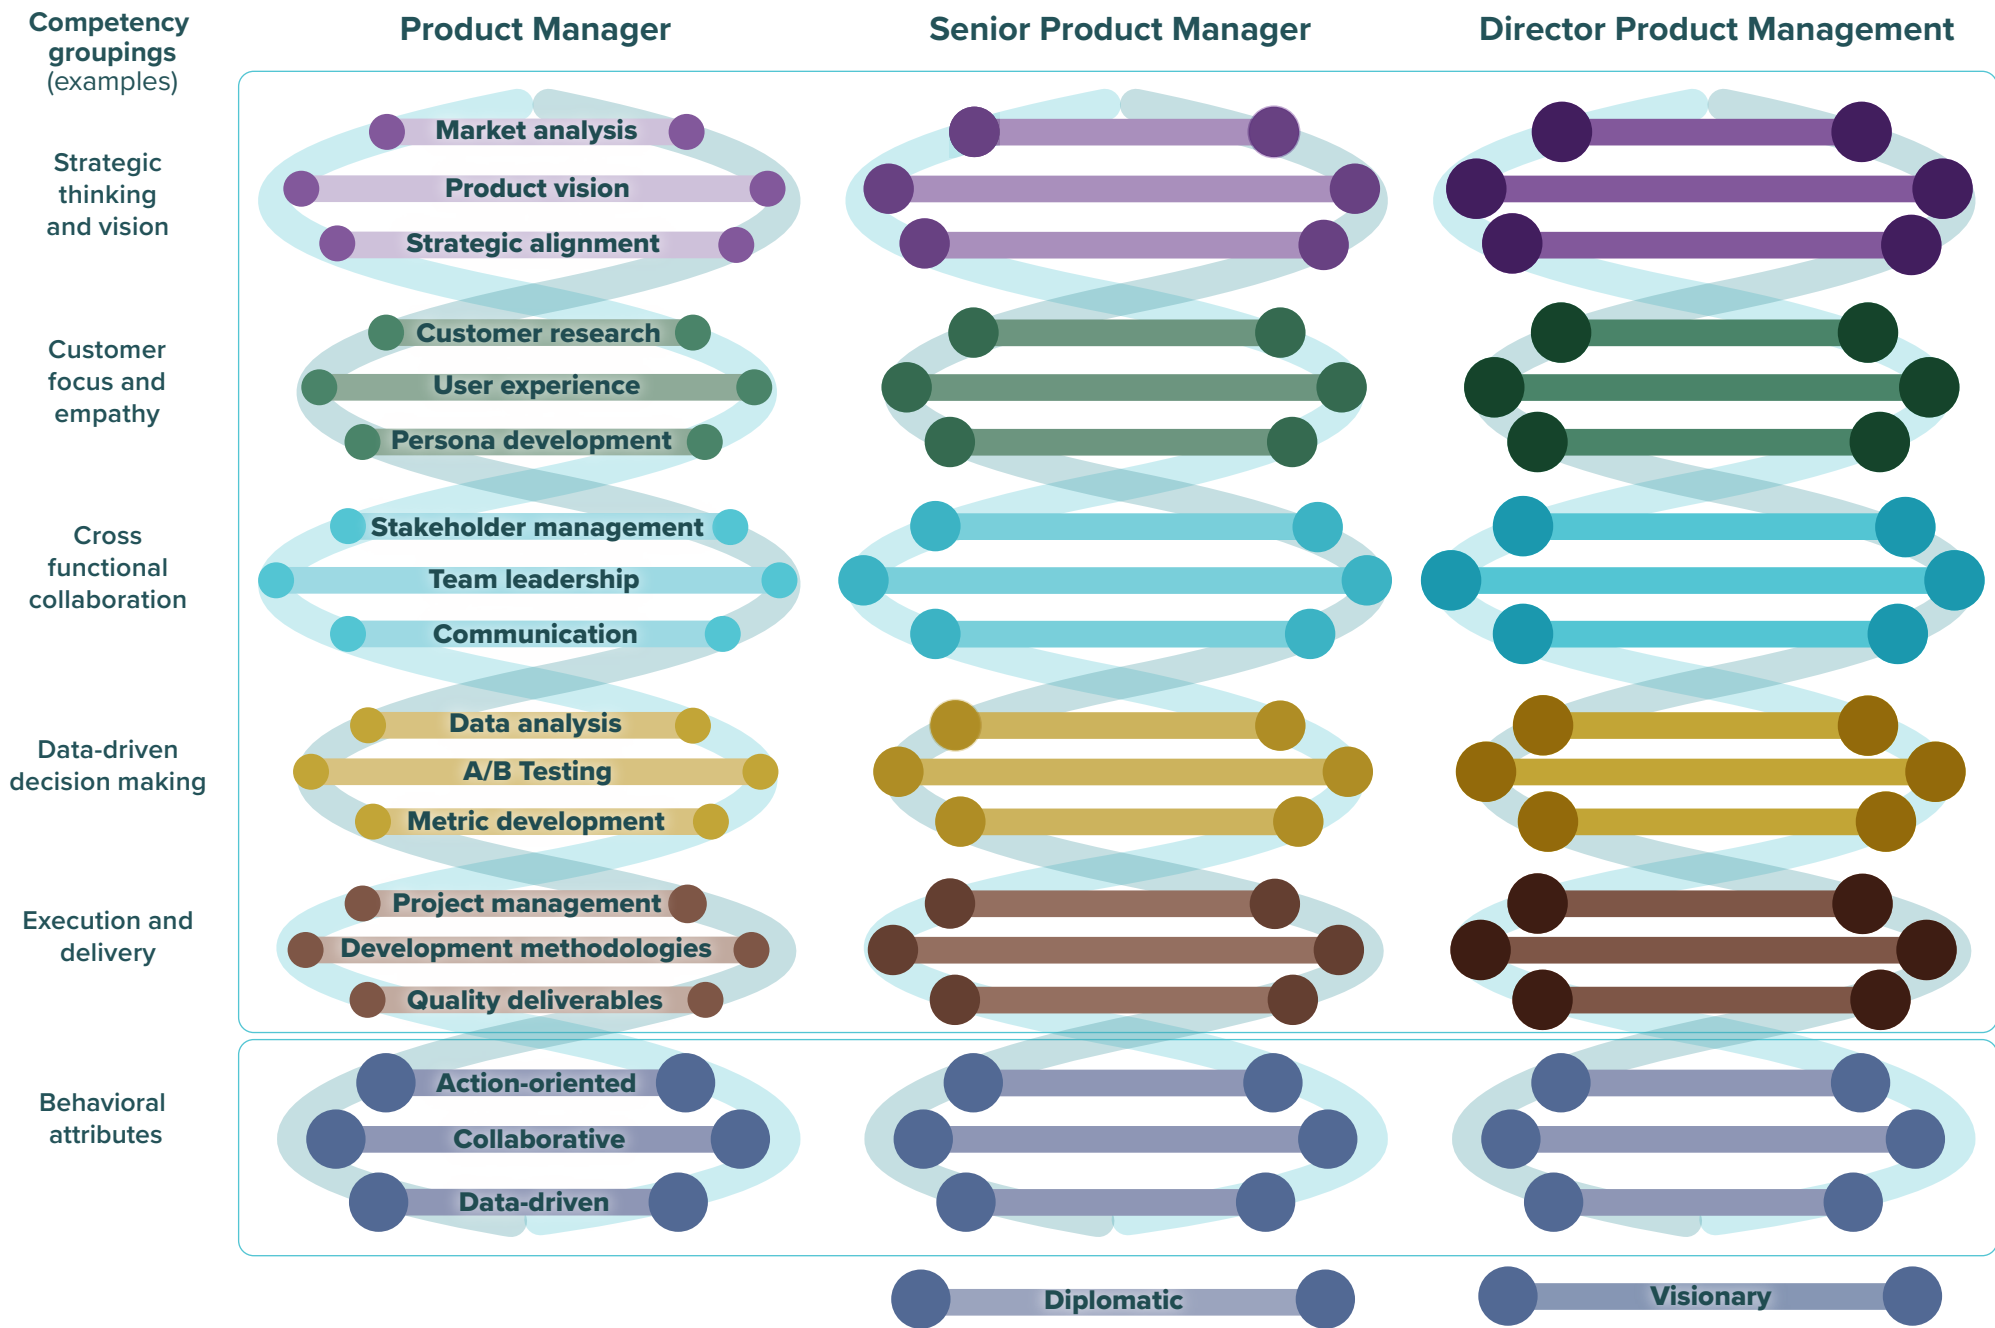 Competency
groupings
(examples)
Product Manager
Senior Product Manager
Director Product Management
Strategic
thinking
and vision
Market analysis
Product vision
Strategic alignment
Customer
focus and
empathy
Customer research
User experience
Persona development
Cross
functional
collaboration
Stakeholder management
Team leadership
Communication
Data-driven
decision making
Data analysis
A/B Testing
Metric development
Execution and
delivery
Project management
Development methodologies
Quality deliverables
Behavioral
attributes
Action-oriented
Collaborative
Data-driven
Diplomatic
Visionary